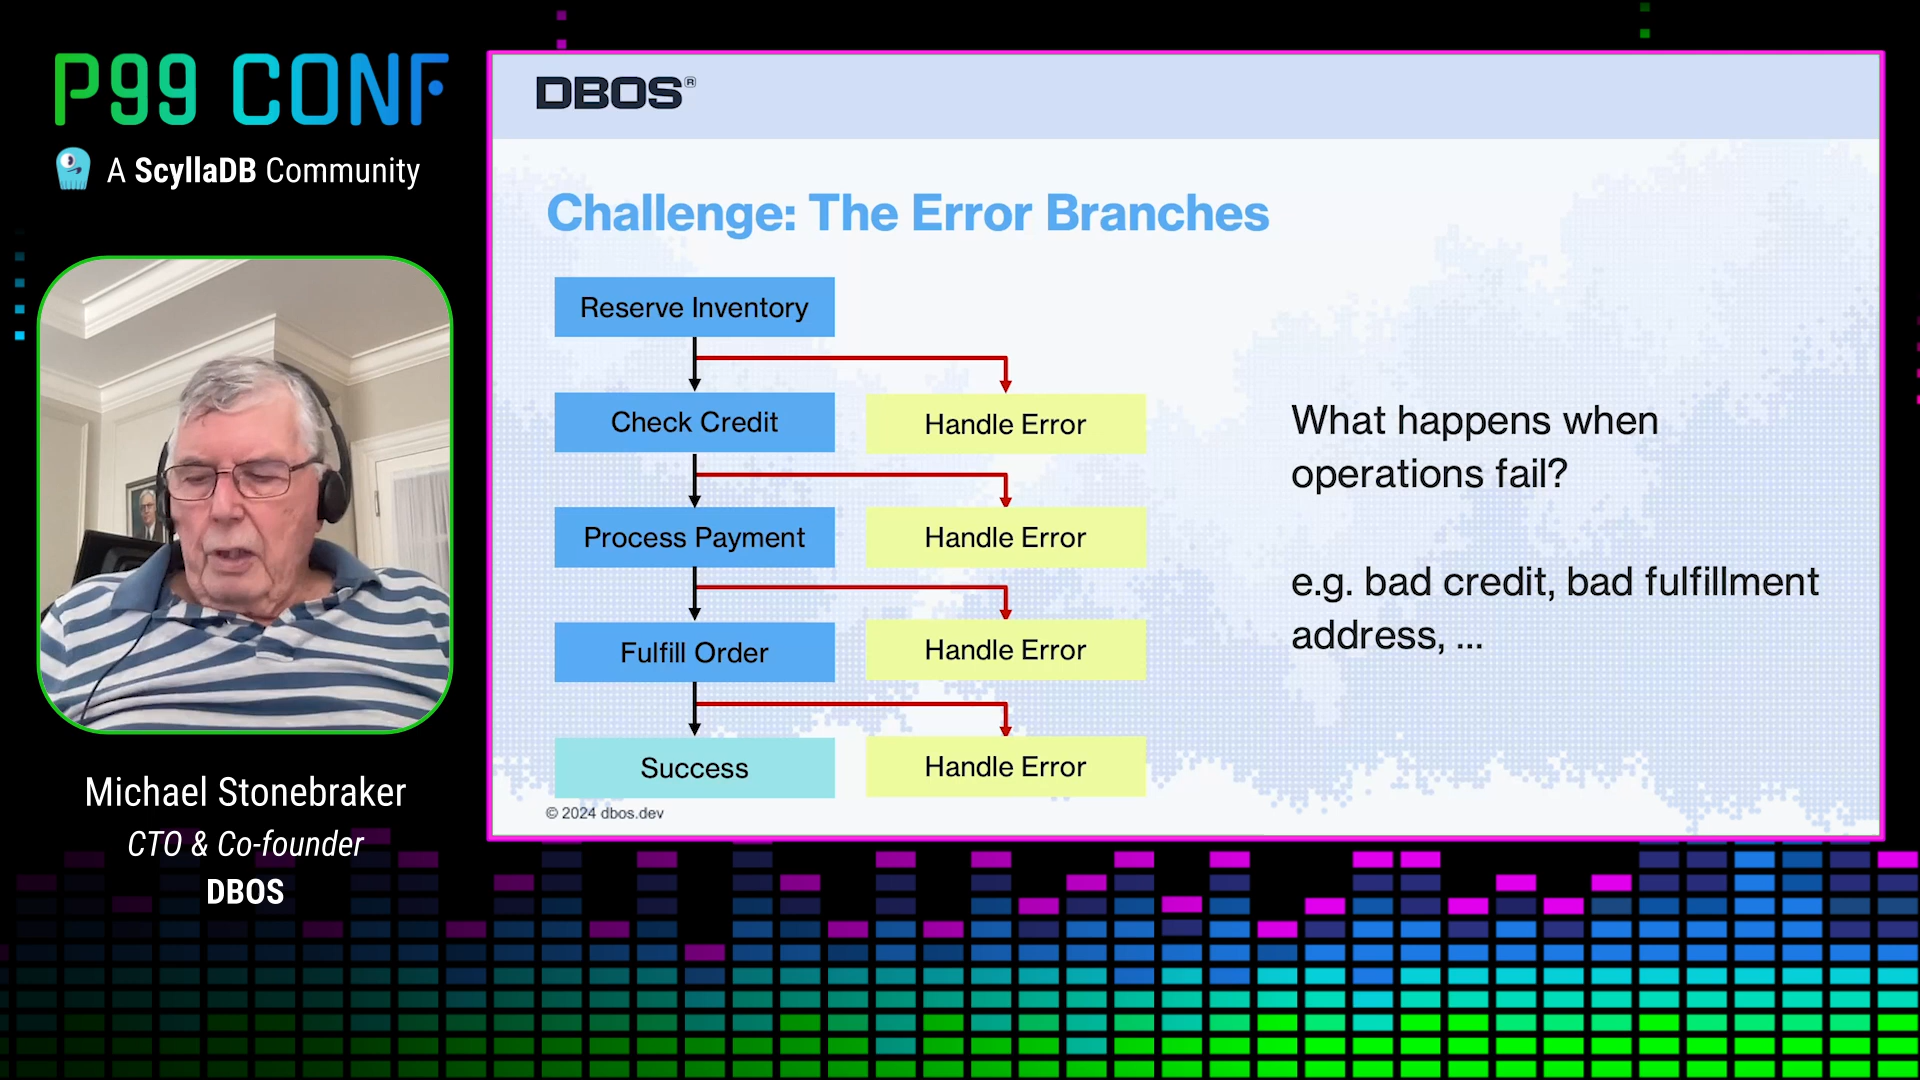 P99 CONF
A ScyllaDB Community
Michael Stonebraker
CTO & Co-founder
DBOS
DBOS®
Challenge: The Error Branches
Reserve Inventory
Check Credit
Handle Error
Process Payment
Handle Error
Fulfill Order
Handle Error
Success
Handle Error
What happens when
operations fail?
e.g. bad credit, bad fulfillment
address, ...
© 2024 dbos.dev